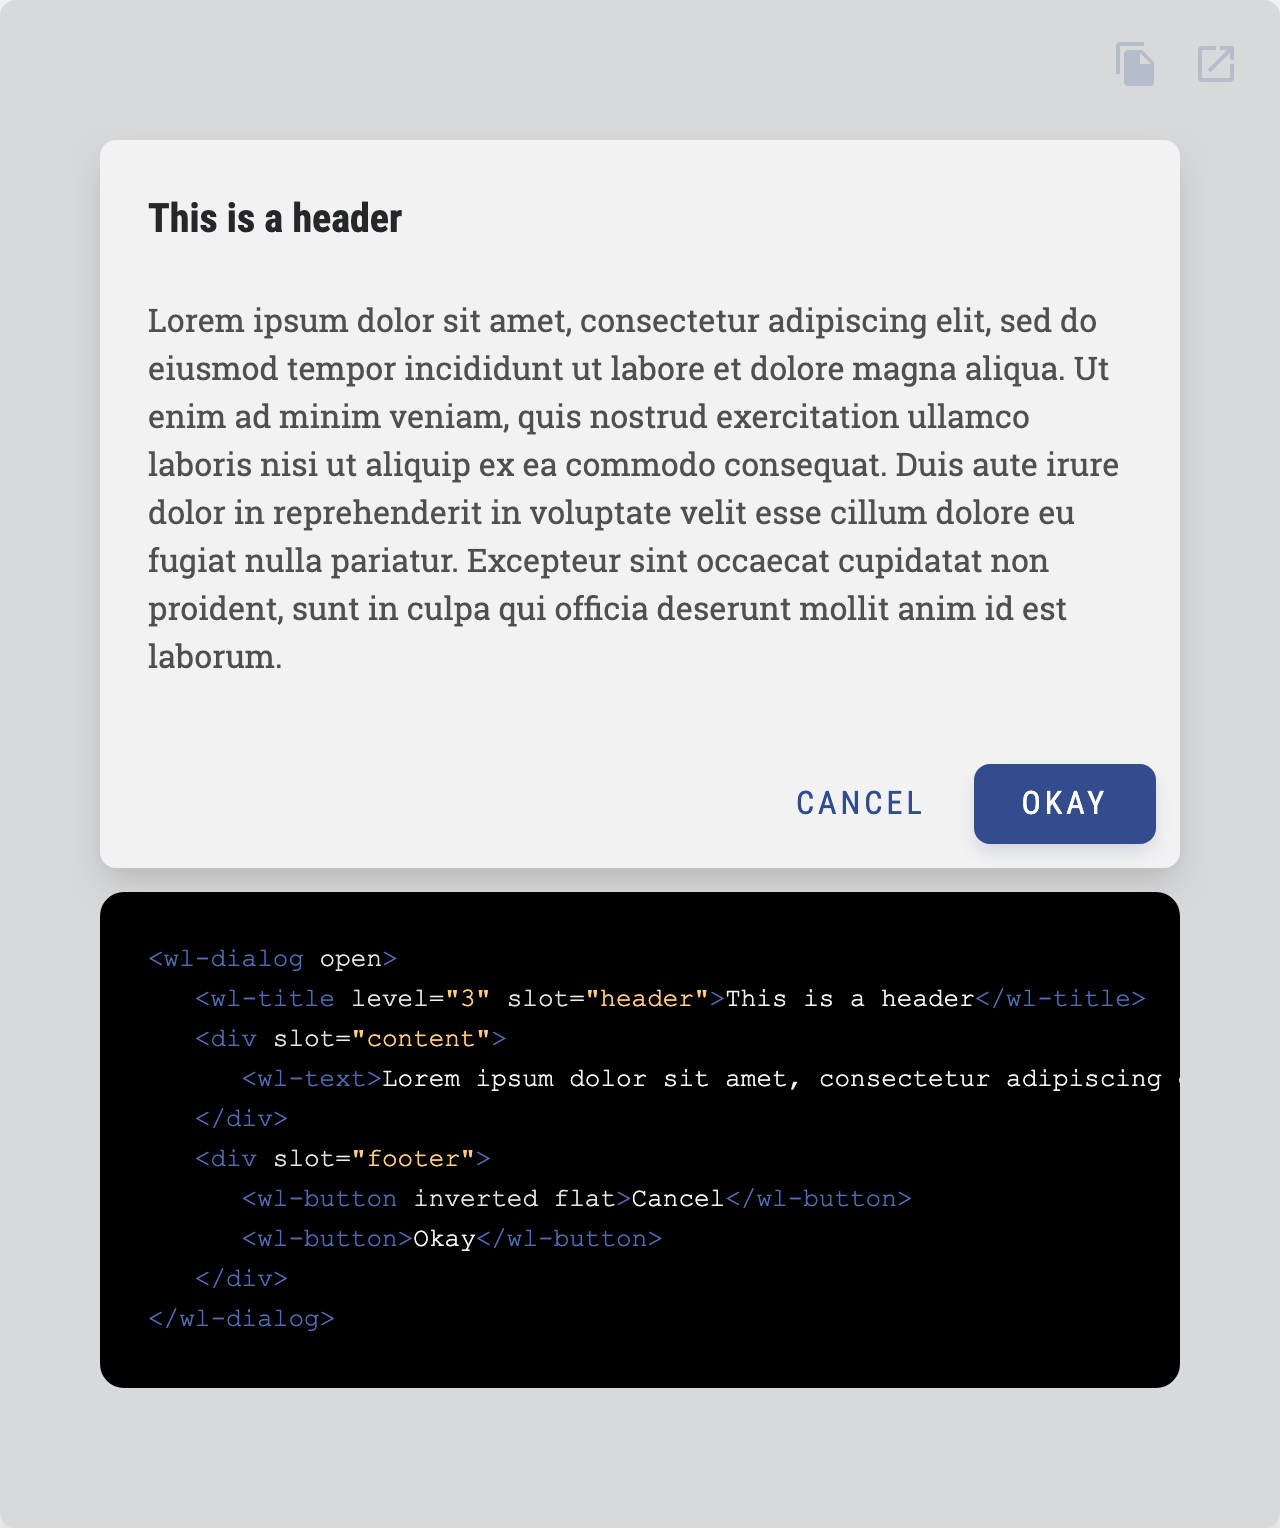 This is a header
Lorem ipsum dolor sit amet, consectetur adipiscing elit, sed do
eiusmod tempor incididunt ut labore et dolore magna aliqua. Ut
enim ad minim veniam, quis nostrud exercitation ullamco
laboris nisi ut aliquip ex ea commodo consequat. Duis aute irure
dolor in reprehenderit in voluptate velit esse cillum dolore eu
fugiat nulla pariatur. Excepteur sint occaecat cupidatat non
proident, sunt in culpa qui officia deserunt mollit anim id est
laborum.
CANCEL OKAY
<wl-dialog open>
   <wl-title level="3" slot="header">This is a header</wl-title>
   <div slot="content">
      <wl-text>Lorem ipsum dolor sit amet, consectetur adipiscing
   </div>
   <div slot="footer">
      <wl-button inverted flat>Cancel</wl-button>
      <wl-button>Okay</wl-button>
   </div>
</wl-dialog>